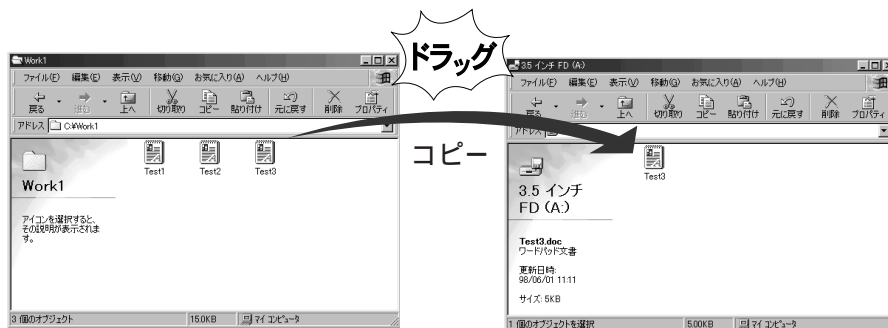 Work1
ファイル(F) 編集(E) 表示(V) 移動(G) お気に入り(A) ヘルプ(H)
戻る 進む 上へ 切り取り コピー 貼り付け 元に戻す 削除 プロパティ
アドレス C:¥Work1
Work1
アイコンを選択すると、
その説明が表示されま
す。
Test1 Test2 Test3
3 個のオブジェクト 15.0KB マイ コンピュータ
ドラッグ
コピー
3.5 インチ FD (A:)
ファイル(F) 編集(E) 表示(V) 移動(G) お気に入り(A) ヘルプ(H)
戻る 進む 上へ 切り取り コピー 貼り付け 元に戻す 削除 プロパティ
アドレス
3.5 インチ
FD (A:)
Test3.doc
ワードパッド文書
更新日時:
98/06/01 11:11
サイズ: 5KB
Test3
1 個のオブジェクトを選択 5.00KB マイ コンピュータ